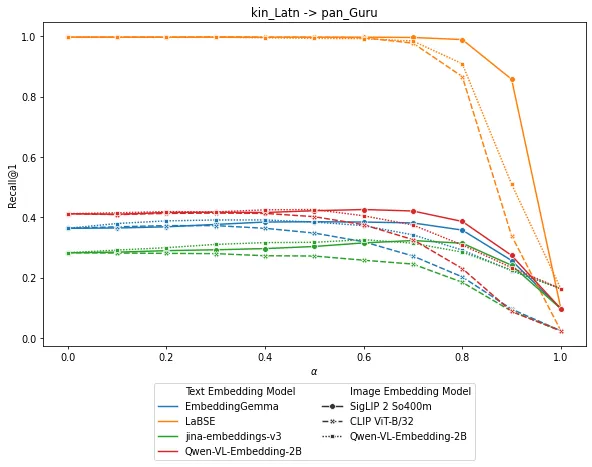 kin_Latn -> pan_Guru
Recall@1
1.0
0.8
0.6
0.4
0.2
0.0
0.0 0.2 0.4 0.6 0.8 1.0
α
Text Embedding Model
EmbeddingGemma
LaBSE
jina-embeddings-v3
Qwen-VL-Embedding-2B
Image Embedding Model
SigLIP 2 So400m
CLIP ViT-B/32
Qwen-VL-Embedding-2B